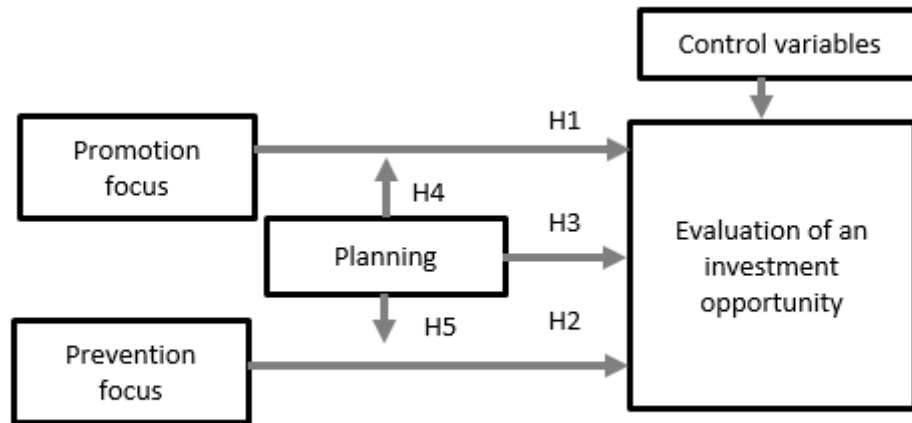 Control variables
H1
Promotion
focus
H4
H3
Planning
Evaluation of an
investment
opportunity
H5
H2
Prevention
focus